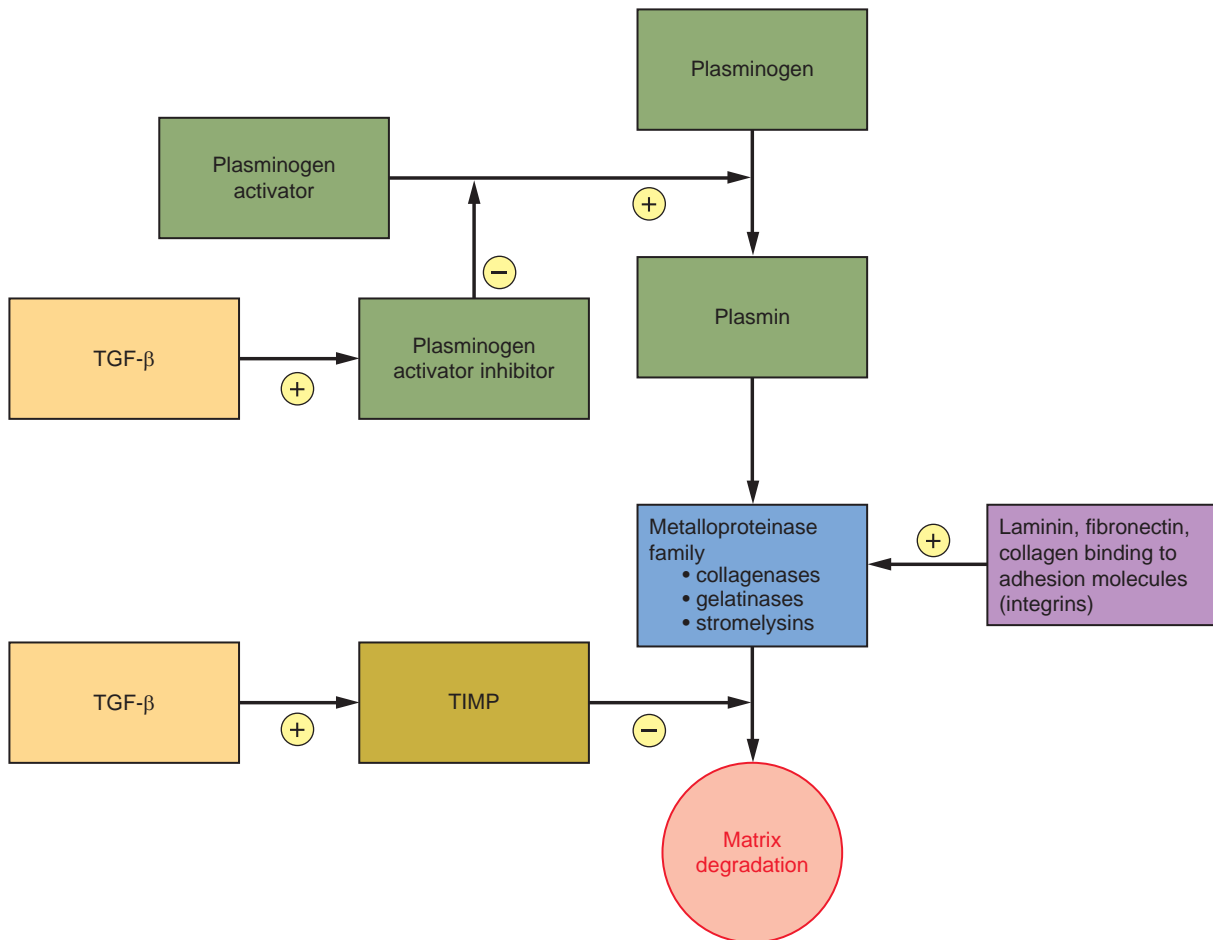 Plasminogen
Plasminogen
activator
+
−
TGF-β
+
Plasminogen
activator inhibitor
Plasmin
Metalloproteinase
family
• collagenases
• gelatinases
• stromelysins
+
Laminin, fibronectin,
collagen binding to
adhesion molecules
(integrins)
TGF-β
+
TIMP
−
Matrix
degradation